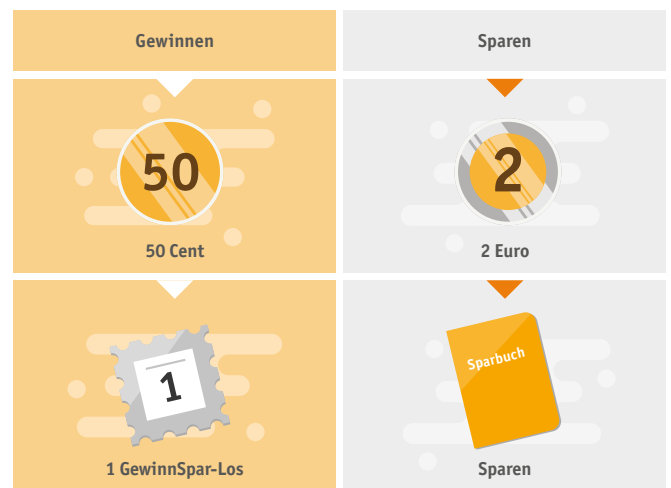 Gewinnen
Sparen
50
2
50 Cent
2 Euro
1
Sparbuch
1 GewinnSpar-Los
Sparen